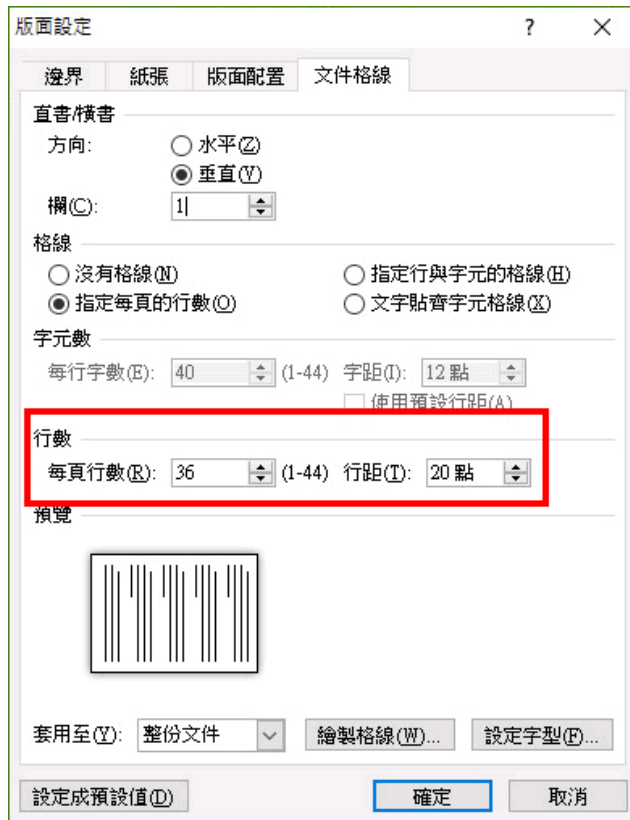 版面設定 ? ×
邊界 紙張 版面配置 文件格線
直書/橫書
方向: 水平(Z)
垂直(V)
欄(C): 1
格線
沒有格線(N) 指定行與字元的格線(H)
指定每頁的行數(O) 文字貼齊字元格線(X)
字元數
每行字數(E): 40 (1-44) 字距(I): 12 點
使用預設行距(A)
行數
每頁行數(R): 36 (1-44) 行距(T): 20 點
預覽
套用至(Y): 整份文件 繪製格線(W)... 設定字型(F)...
設定成預設值(D) 確定 取消